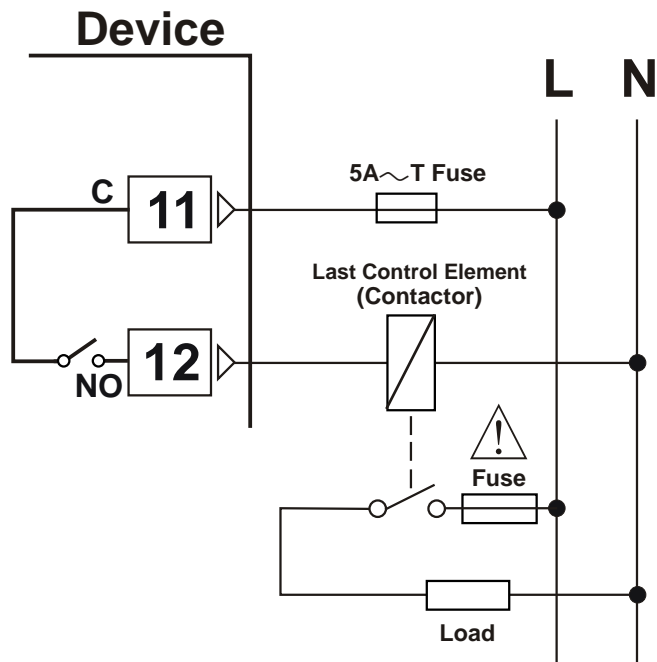 Device
L N
5A~T Fuse
C 11
Last Control Element
(Contactor)
12
NO
!
Fuse
Load